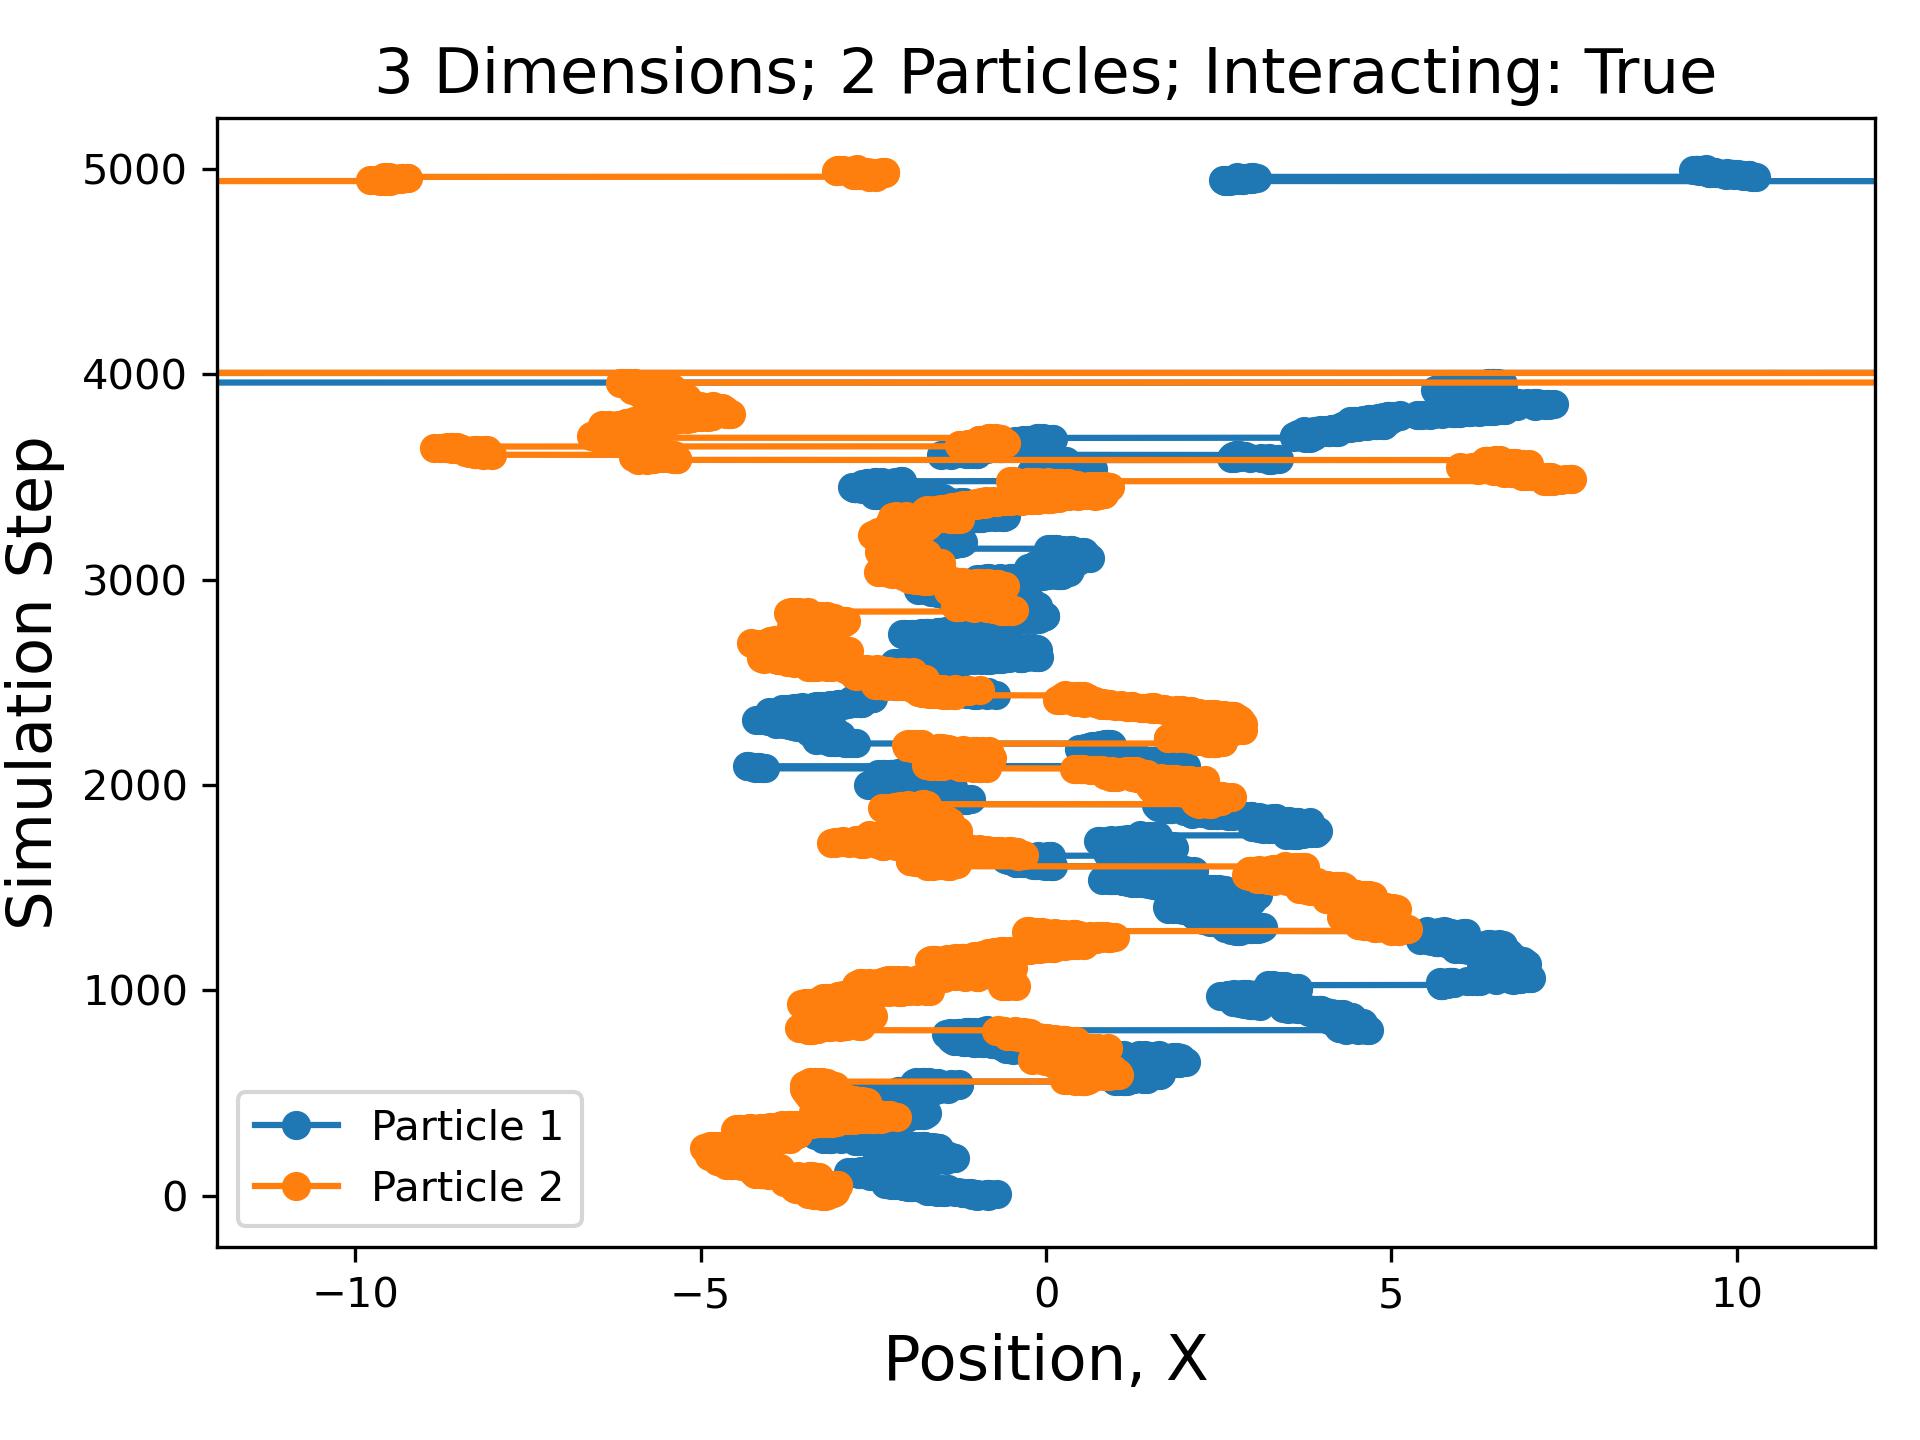 3 Dimensions; 2 Particles; Interacting: True
5000
4000
3000
2000
1000
0
Simulation Step
Particle 1
Particle 2
−10
−5
0
5
10
Position, X